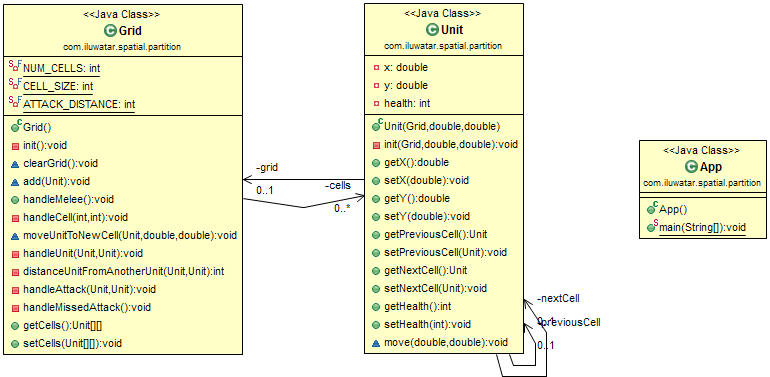 <<Java Class>>
Grid
com.iluwatar.spatial.partition
NUM_CELLS: int
CELL_SIZE: int
ATTACK_DISTANCE: int
Grid()
init():void
clearGrid():void
add(Unit):void
handleMelee():void
handleCell(int,int):void
moveUnitToNewCell(Unit,double,double):void
handleUnit(Unit,Unit):void
distanceUnitFromAnotherUnit(Unit,Unit):int
handleAttack(Unit,Unit):void
handleMissedAttack():void
getCells():Unit[][]
setCells(Unit[][]):void
-grid
0..1
-cells
0..*
<<Java Class>>
Unit
com.iluwatar.spatial.partition
x: double
y: double
health: int
Unit(Grid,double,double)
init(Grid,double,double):void
getX():double
setX(double):void
getY():double
setY(double):void
getPreviousCell():Unit
setPreviousCell(Unit):void
getNextCell():Unit
setNextCell(Unit):void
getHealth():int
setHealth(int):void
move(double,double):void
-nextCell
0..1
-previousCell
0..1
<<Java Class>>
App
com.iluwatar.spatial.partition
App()
main(String[]):void